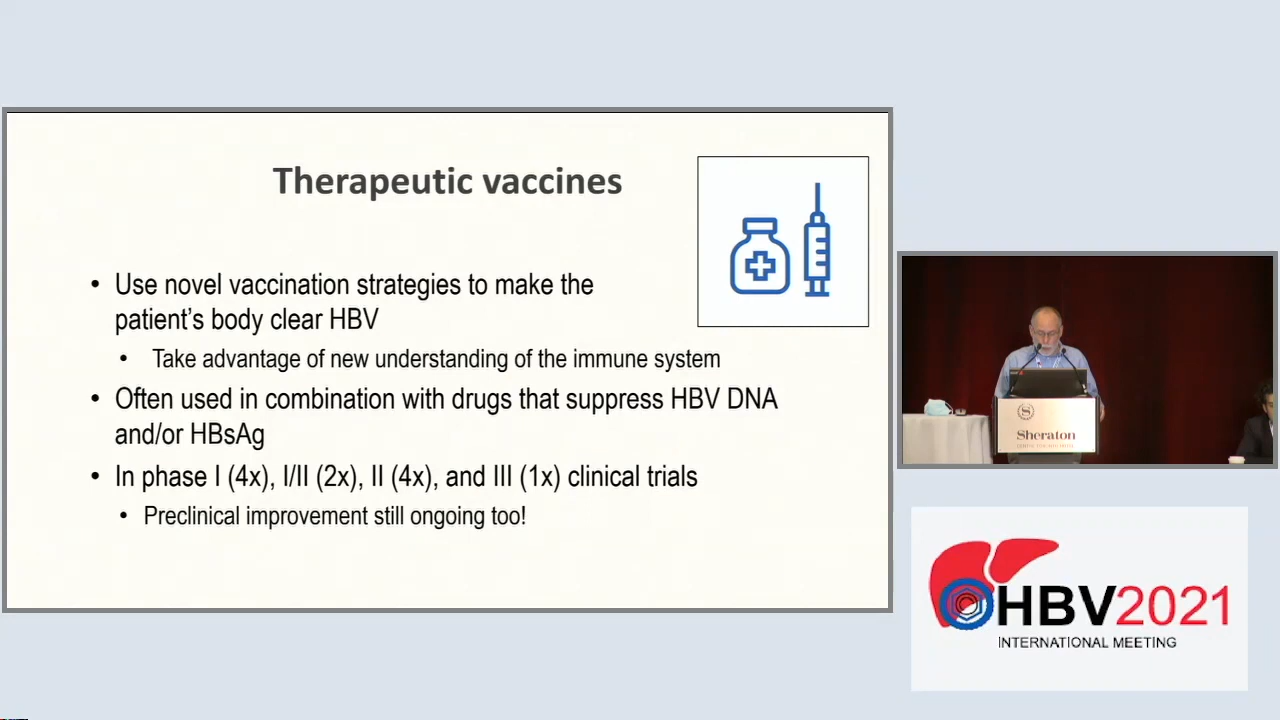 Therapeutic vaccines
• Use novel vaccination strategies to make the
patient's body clear HBV
• Take advantage of new understanding of the immune system
• Often used in combination with drugs that suppress HBV DNA
and/or HBsAg
• In phase I (4x), I/II (2x), II (4x), and III (1x) clinical trials
• Preclinical improvement still ongoing too!
S
Sheraton
HBV2021
INTERNATIONAL MEETING